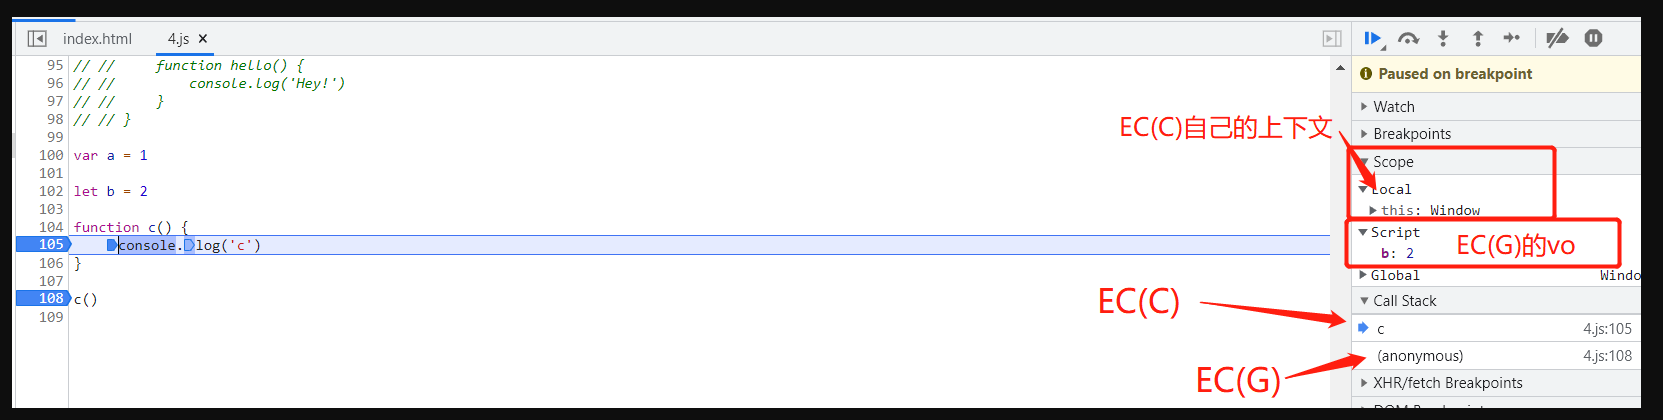 index.html
4.js ×
95 // //     function hello() {
96 // //         console.log('Hey!')
97 // //     }
98 // // }
99
100 var a = 1
101
102 let b = 2
103
104 function c() {
105     console.log('c')
106 }
107
108 c()
109
Paused on breakpoint
Watch
Breakpoints
Scope
Local
this: Window
Script
b: 2
Global Windo
Call Stack
c 4.js:105
(anonymous) 4.js:108
XHR/fetch Breakpoints
EC(C)自己的上下文
EC(G)的vo
EC(C)
EC(G)